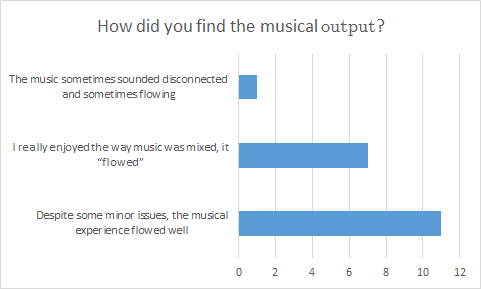 How did you find the musical output?
The music sometimes sounded disconnected
and sometimes flowing
I really enjoyed the way music was mixed, it
“flowed”
Despite some minor issues, the musical
experience flowed well
0 2 4 6 8 10 12